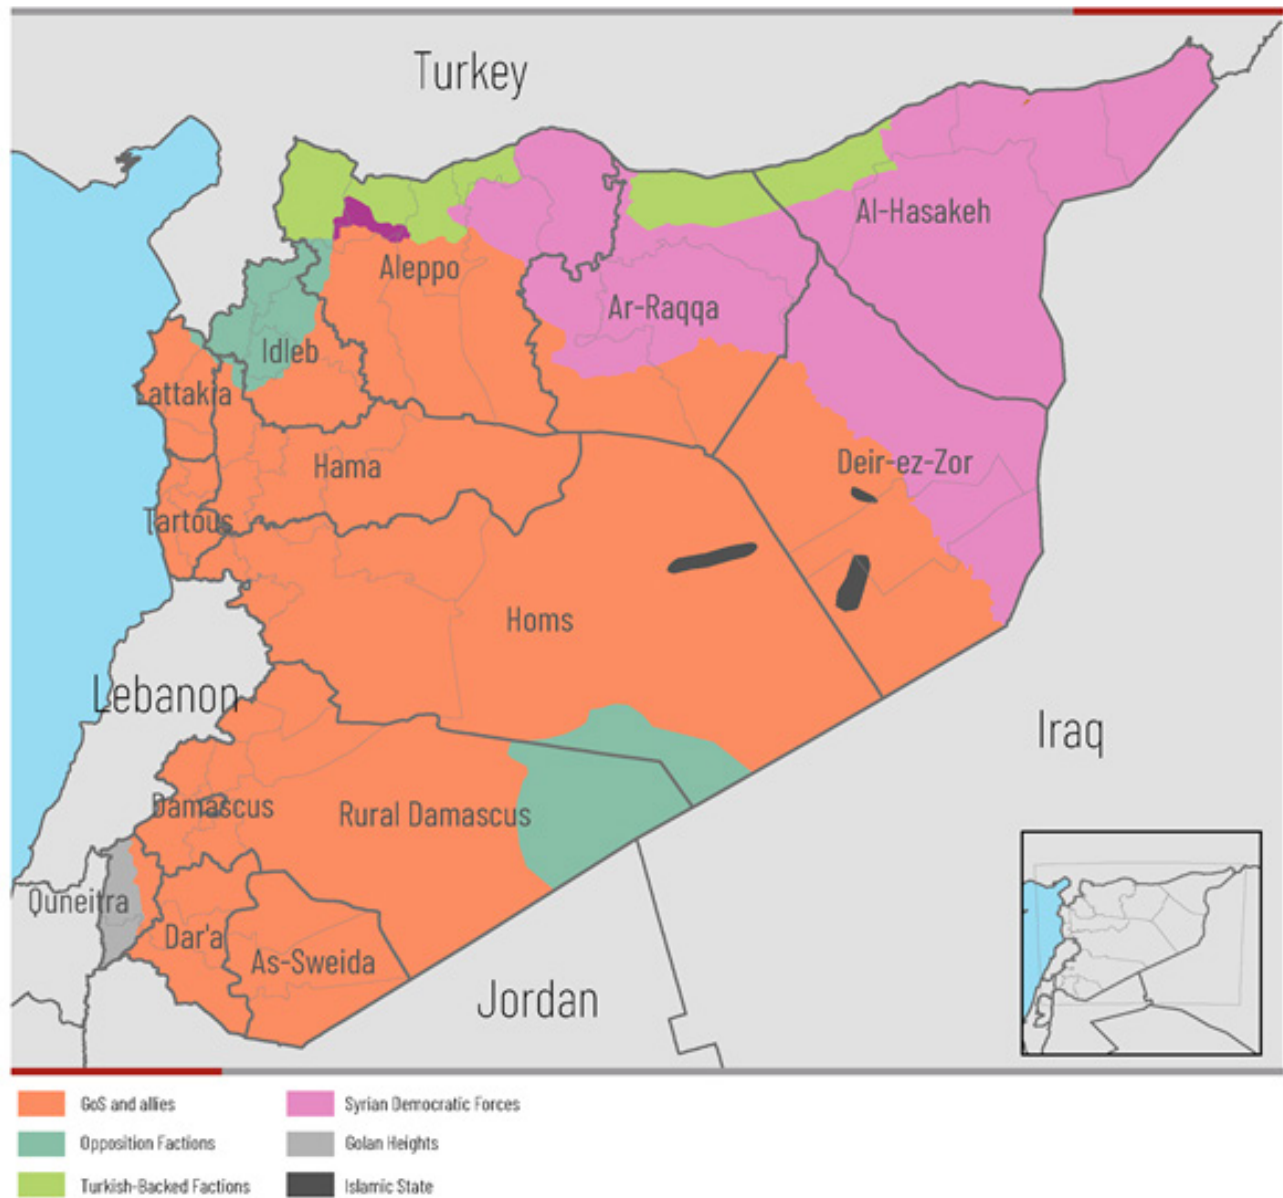 Turkey
Al-Hasakeh
Aleppo
Ar-Raqqa
Idleb
Lattakia
Deir-ez-Zor
Hama
Tartous
Homs
Lebanon
Iraq
Damascus
Rural Damascus
Quneitra
Dar'a
As-Sweida
Jordan
GoS and allies
Syrian Democratic Forces
Opposition Factions
Golan Heights
Turkish-Backed Factions
Islamic State